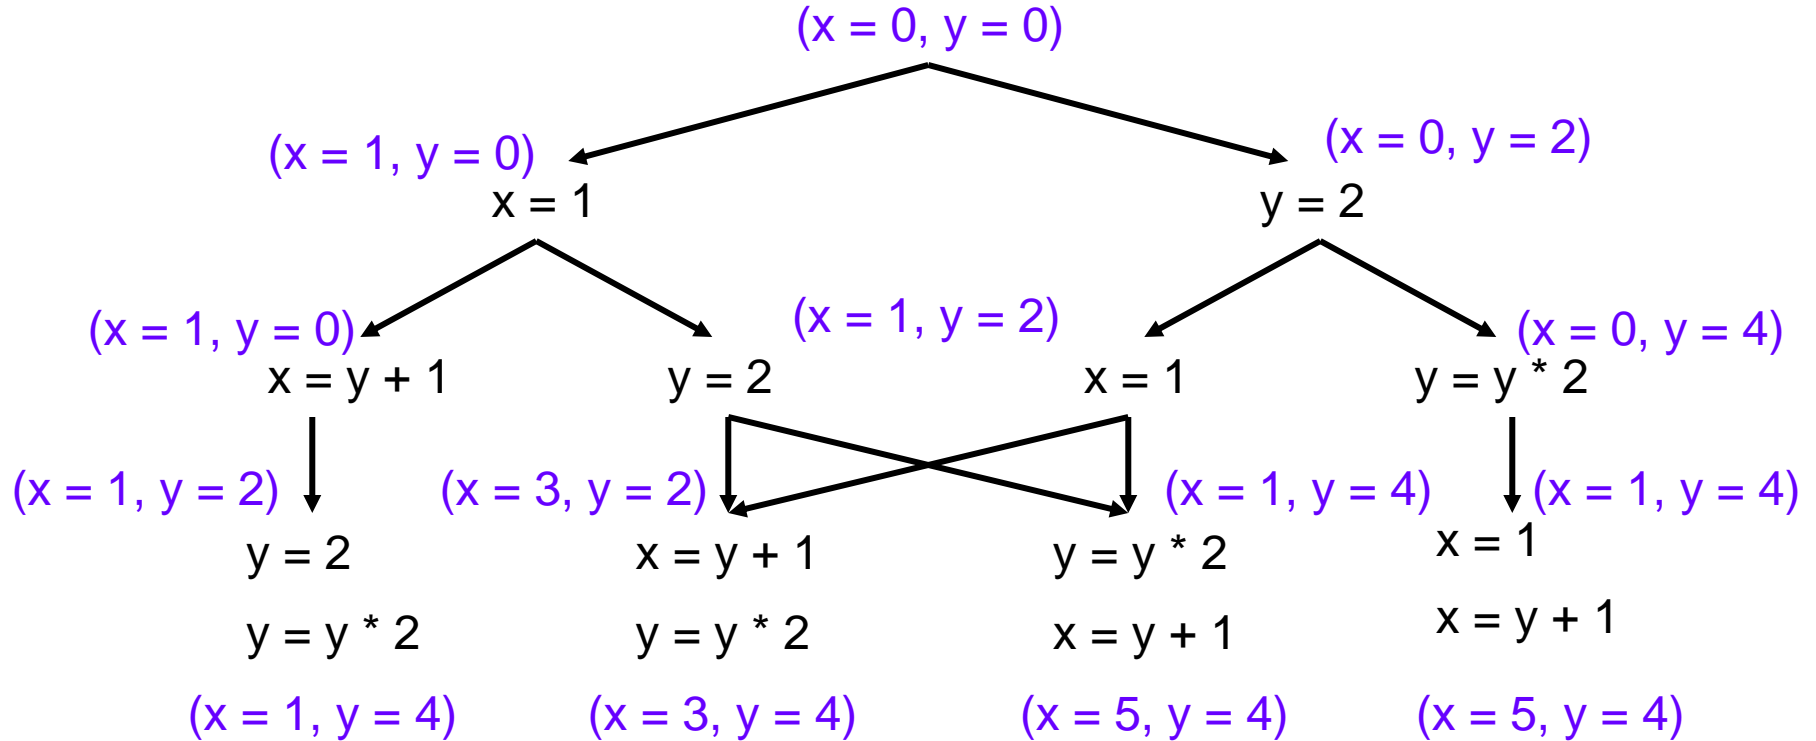 (x = 0, y = 0)
(x = 1, y = 0)
(x = 0, y = 2)
x = 1
y = 2
(x = 1, y = 0)
(x = 1, y = 2)
(x = 0, y = 4)
x = y + 1
y = 2
x = 1
y = y * 2
(x = 1, y = 2)
(x = 3, y = 2)
(x = 1, y = 4)
(x = 1, y = 4)
y = 2
x = y + 1
y = y * 2
x = 1
y = y * 2
y = y * 2
x = y + 1
x = y + 1
(x = 1, y = 4)
(x = 3, y = 4)
(x = 5, y = 4)
(x = 5, y = 4)